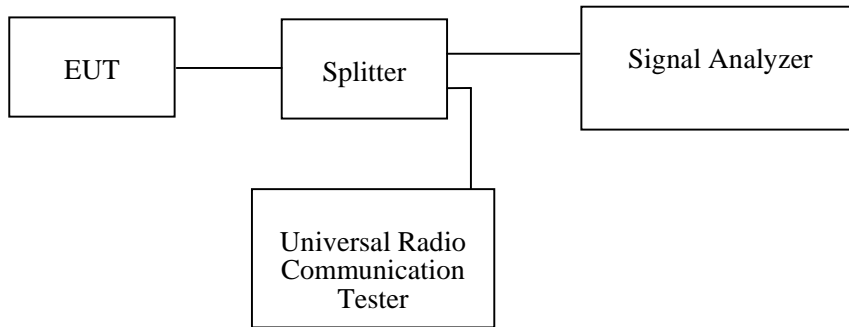 EUT
Splitter
Signal Analyzer
Universal Radio
Communication
Tester